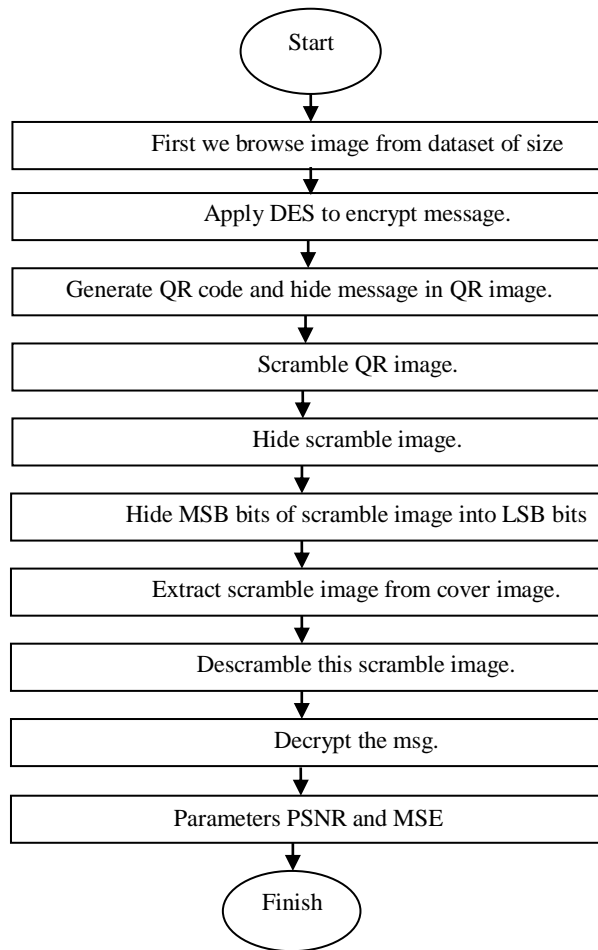 Start
First we browse image from dataset of size
Apply DES to encrypt message.
Generate QR code and hide message in QR image.
Scramble QR image.
Hide scramble image.
Hide MSB bits of scramble image into LSB bits
Extract scramble image from cover image.
Descramble this scramble image.
Decrypt the msg.
Parameters PSNR and MSE
Finish